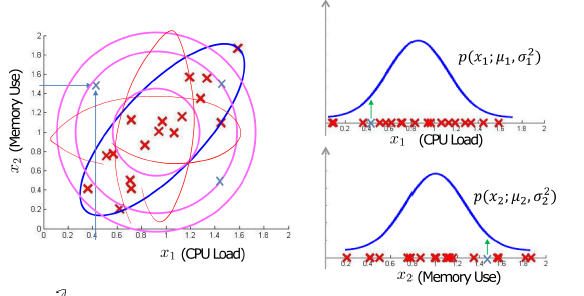 2
1.8
1.6
1.4
1.2
1
0.8
0.6
0.4
0.2
0
x₂ (Memory Use)
0 0.2 0.4 0.6 0.8 1 1.2 1.4 1.6 1.8 2
x₁ (CPU Load)
p(x₁; μ₁, σ₁²)
0.2 0.4 0.6 0.8 1 1.2 1.4 1.6 1.8 2
x₁ (CPU Load)
p(x₂; μ₂, σ₂²)
0.2 0.4 0.6 0.8 1 1.2 1.4 1.6 1.8 2
x₂ (Memory Use)